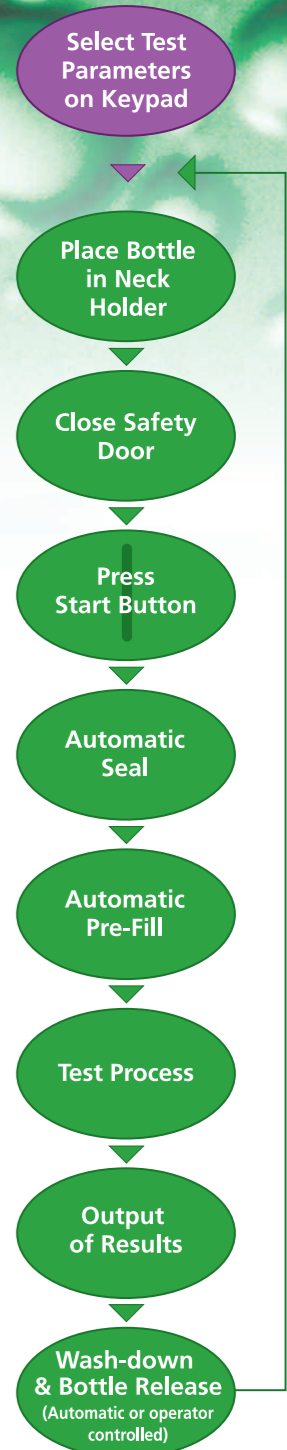 Select Test
Parameters
on Keypad
Place Bottle
in Neck
Holder
Close Safety
Door
Press
Start Button
Automatic
Seal
Automatic
Pre-Fill
Test Process
Output
of Results
Wash-down
& Bottle Release
(Automatic or operator
controlled)